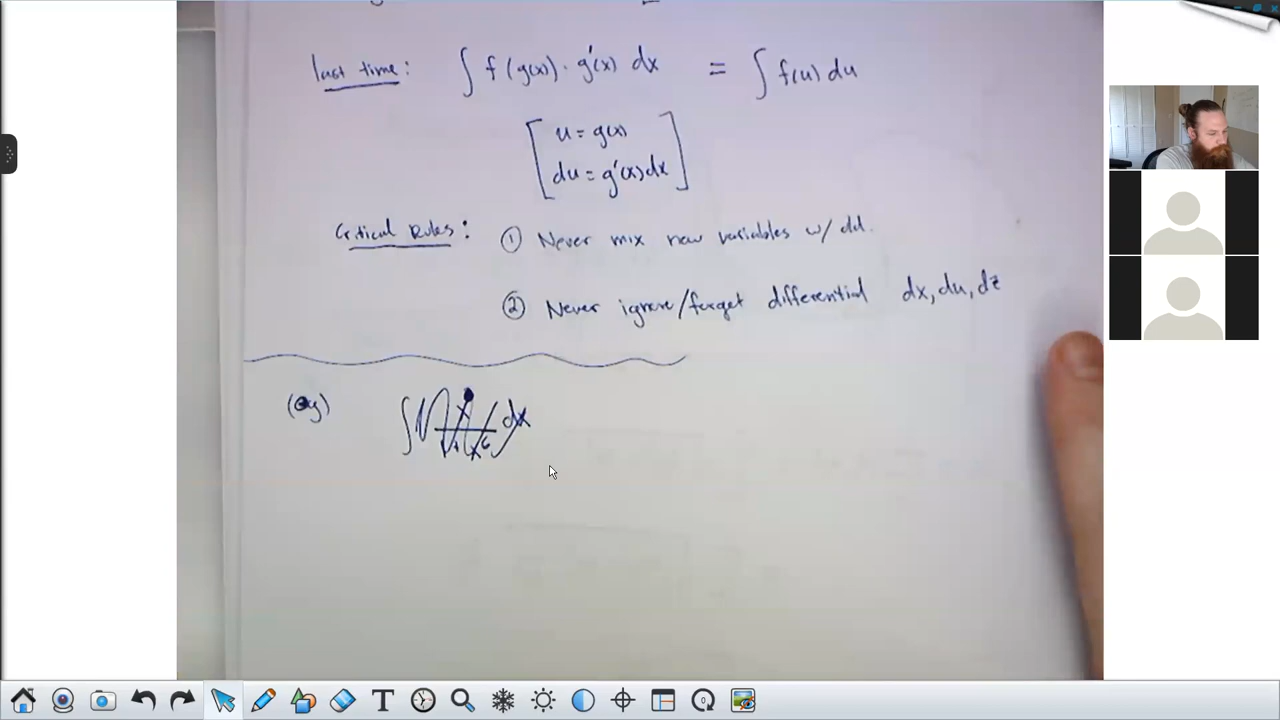 last time: ∫ f(g(x)) · g'(x) dx = ∫ f(u) du
u = g(x)
du = g'(x)dx
Critical Rules: ① Never mix new variables w/ old.
② Never ignore/forget differential dx, du, dz
(eg)